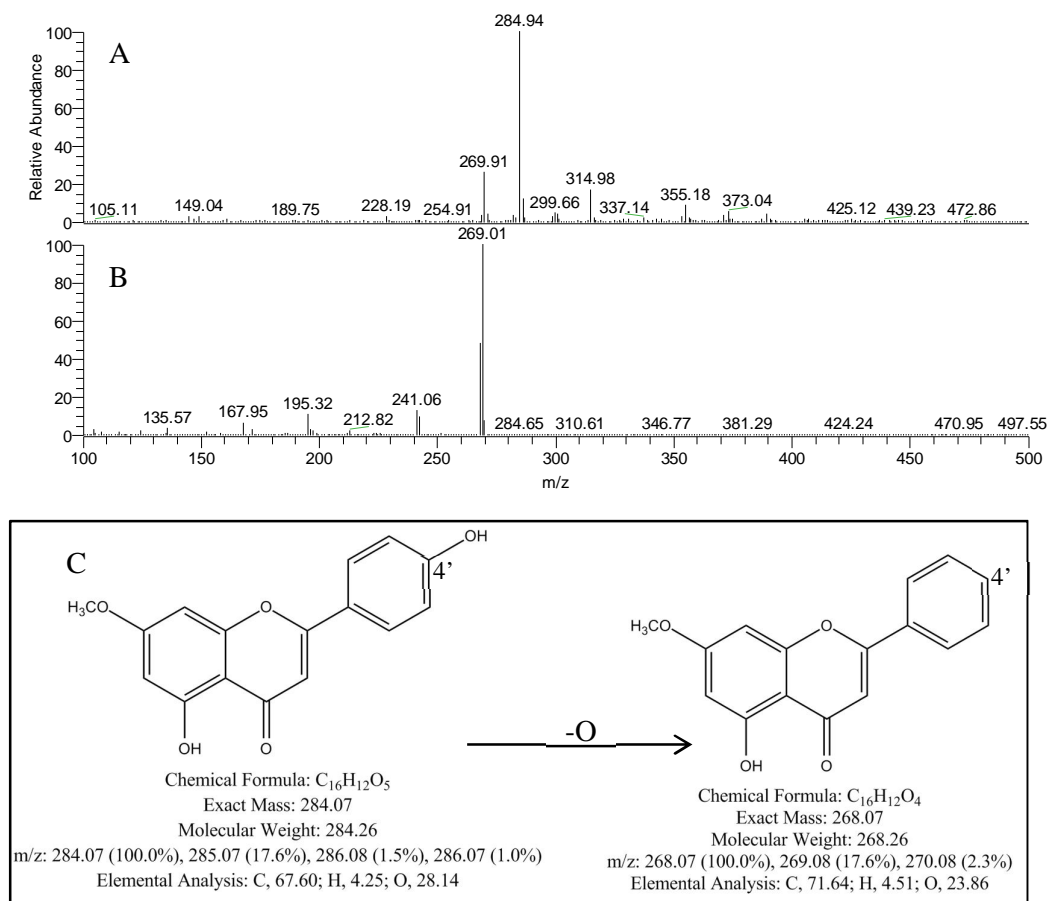 284.94
A
Relative Abundance
100
80
60
40
20
0
269.91
314.98
355.18
373.04
299.66
228.19
149.04
105.11
189.75
254.91
337.14
425.12
439.23
472.86
269.01
B
100
80
60
40
20
0
241.06
195.32
167.95
135.57
212.82
284.65
310.61
346.77
381.29
424.24
470.95
497.55
100 150 200 250 300 350 400 450 500
m/z
C
OH
4’
H₃CO
O
OH
O
Chemical Formula: C₁₆H₁₂O₅
Exact Mass: 284.07
Molecular Weight: 284.26
m/z: 284.07 (100.0%), 285.07 (17.6%), 286.08 (1.5%), 286.07 (1.0%)
Elemental Analysis: C, 67.60; H, 4.25; O, 28.14
-O
4’
H₃CO
O
OH
O
Chemical Formula: C₁₆H₁₂O₄
Exact Mass: 268.07
Molecular Weight: 268.26
m/z: 268.07 (100.0%), 269.08 (17.6%), 270.08 (2.3%)
Elemental Analysis: C, 71.64; H, 4.51; O, 23.86